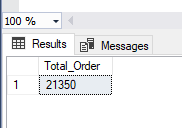 100 %
Results Messages
Total_Order
1 21350